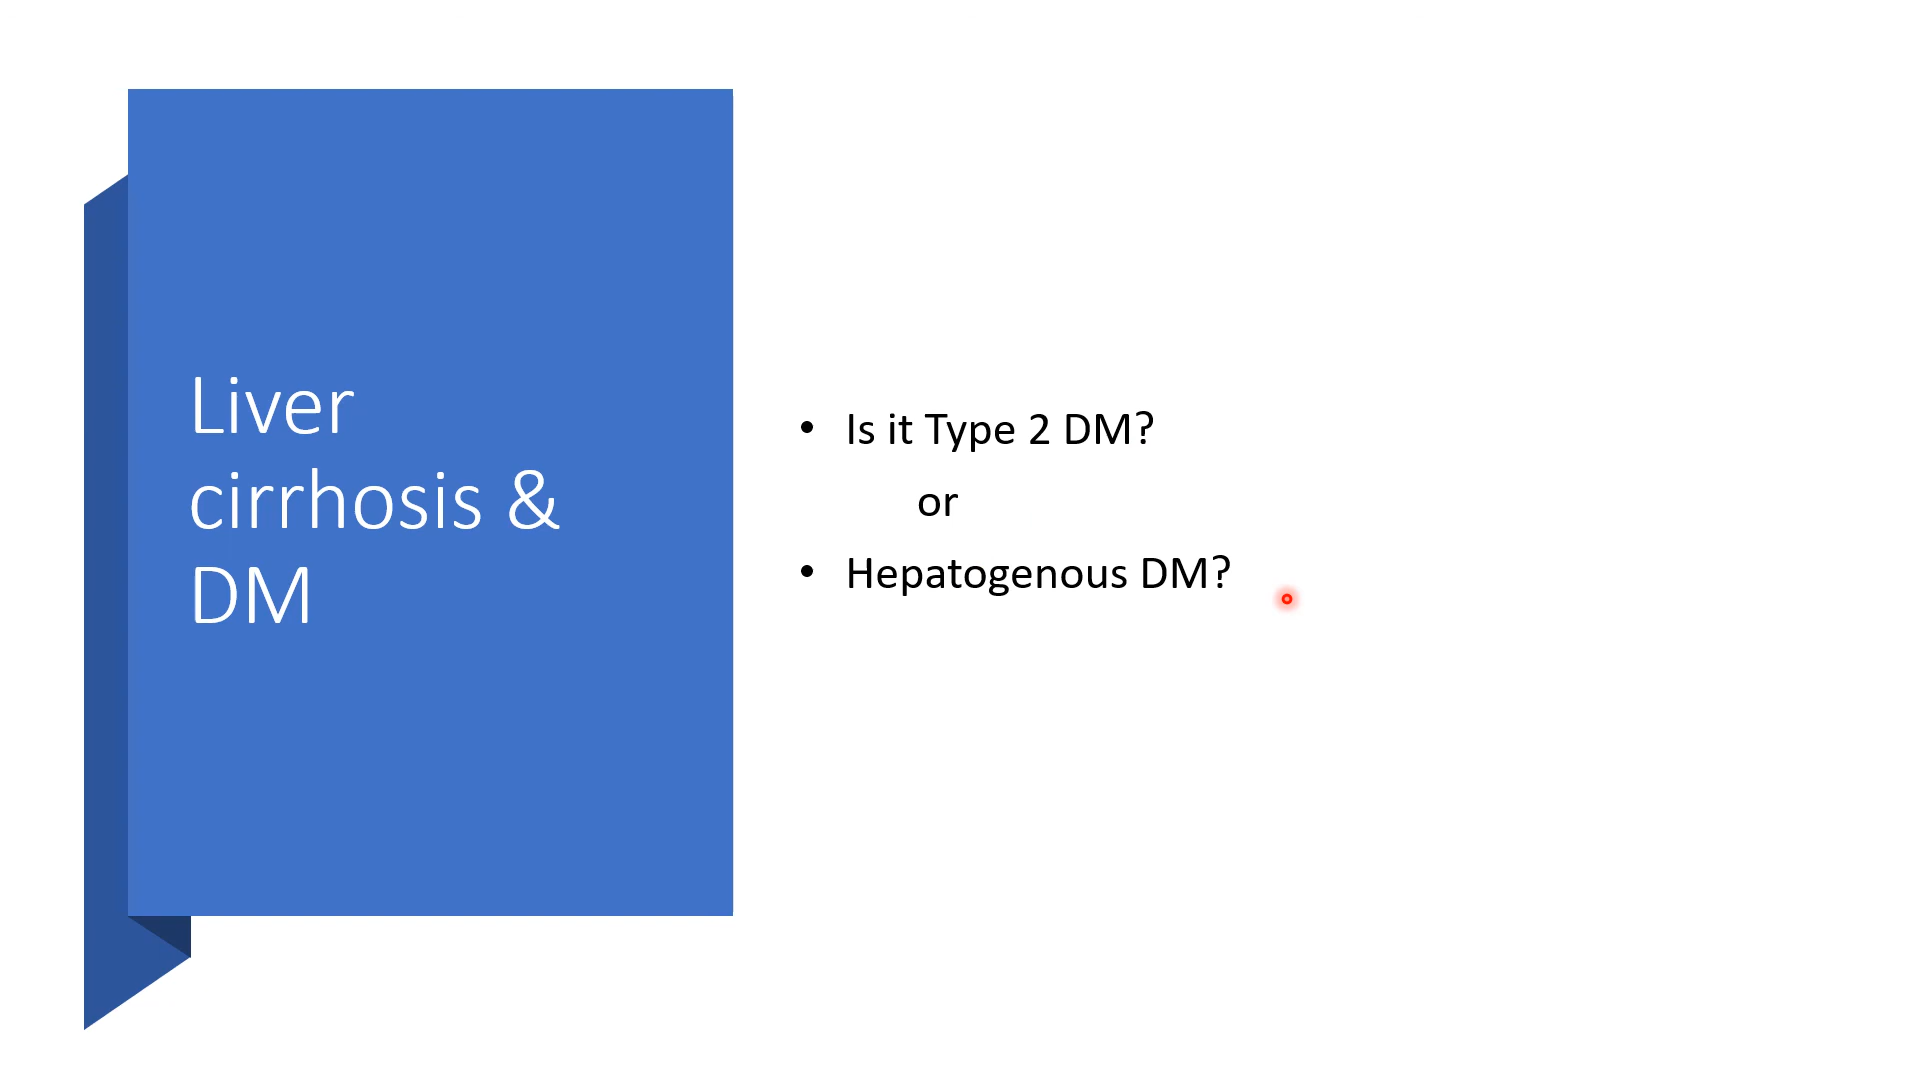 Liver
cirrhosis &
DM
• Is it Type 2 DM?
or
• Hepatogenous DM?